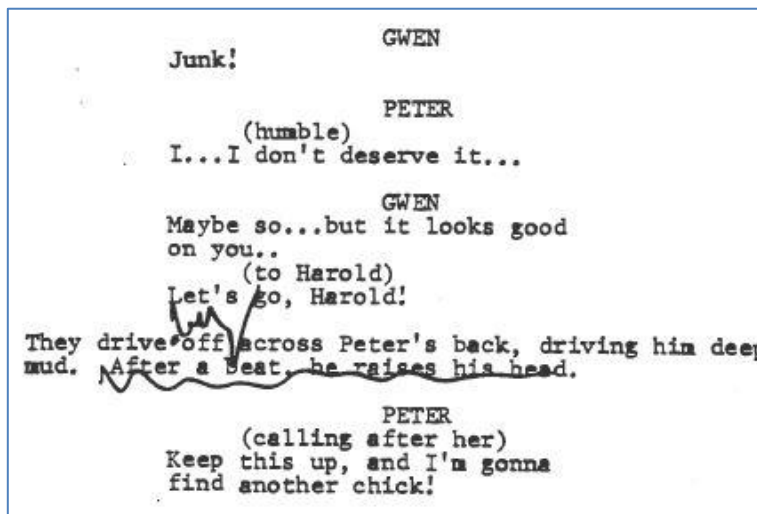 GWEN
Junk!
PETER
(humble)
I...I don't deserve it...
GWEN
Maybe so...but it looks good
on you..
(to Harold)
Let's go, Harold!
They drive off across Peter's back, driving him deep
mud. After a beat, he raises his head.
PETER
(calling after her)
Keep this up, and I'm gonna
find another chick!